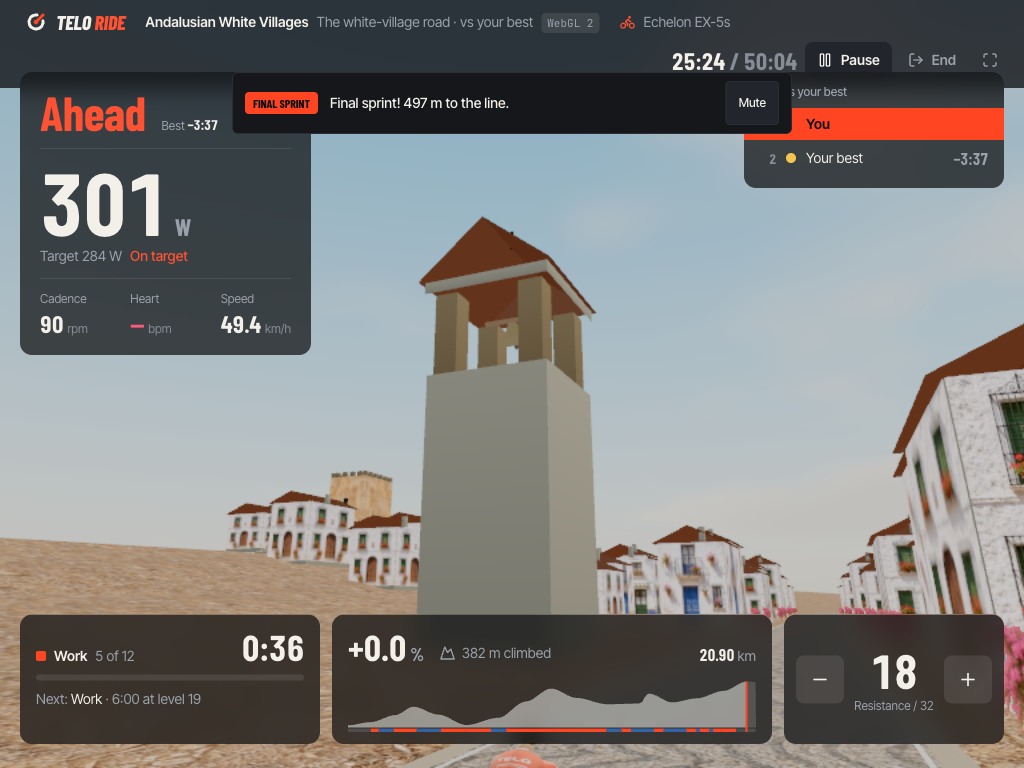 TELO RIDE Andalusian White Villages The white-village road · vs your best WebGL 2 Echelon EX-5s
25:24 / 50:04 Pause End
FINAL SPRINT Final sprint! 497 m to the line. Mute
s your best
Ahead Best −3:37
You
2 Your best −3:37
301 W
Target 284 W On target
Cadence Heart Speed
90 rpm — bpm 49.4 km/h
Work 5 of 12 0:36
Next: Work · 6:00 at level 19
+0.0 % 382 m climbed 20.90 km
− 18 +
Resistance / 32
TELO